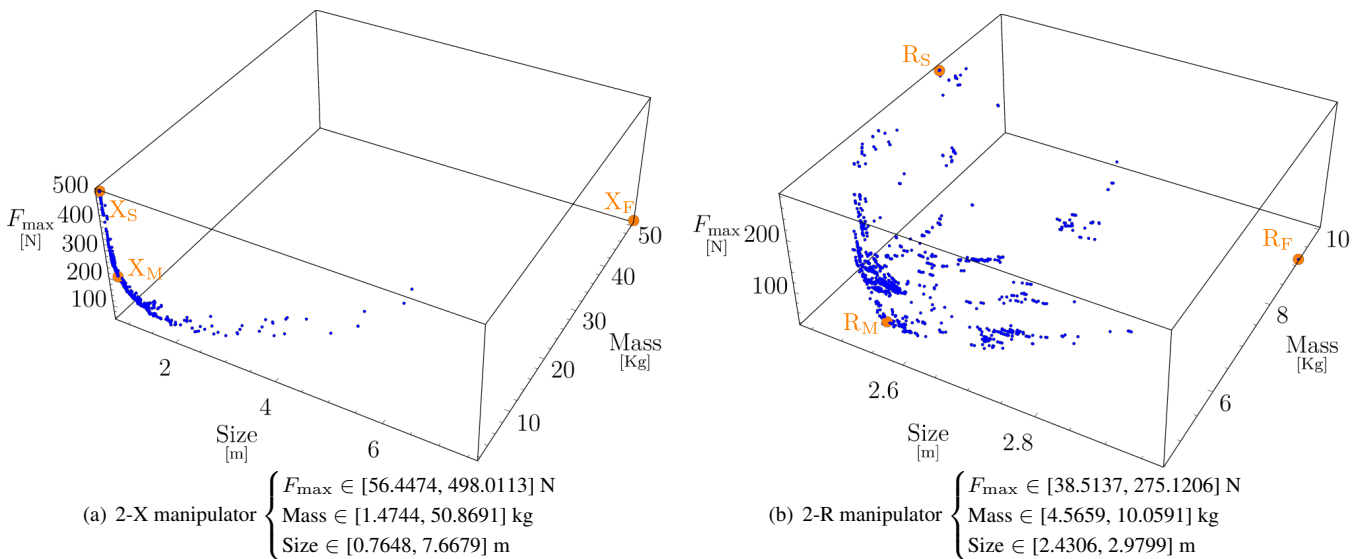 500
400
300
200
100
F_max
[N]
X_S
X_M
X_F
50
40
30
20
10
Mass
[Kg]
2
4
6
Size
[m]
(a) 2-X manipulator
F_max ∈ [56.4474, 498.0113] N
Mass ∈ [1.4744, 50.8691] kg
Size ∈ [0.7648, 7.6679] m
R_S
F_max
[N]
200
100
R_M
R_F
10
8
6
Mass
[Kg]
2.6
2.8
Size
[m]
(b) 2-R manipulator
F_max ∈ [38.5137, 275.1206] N
Mass ∈ [4.5659, 10.0591] kg
Size ∈ [2.4306, 2.9799] m